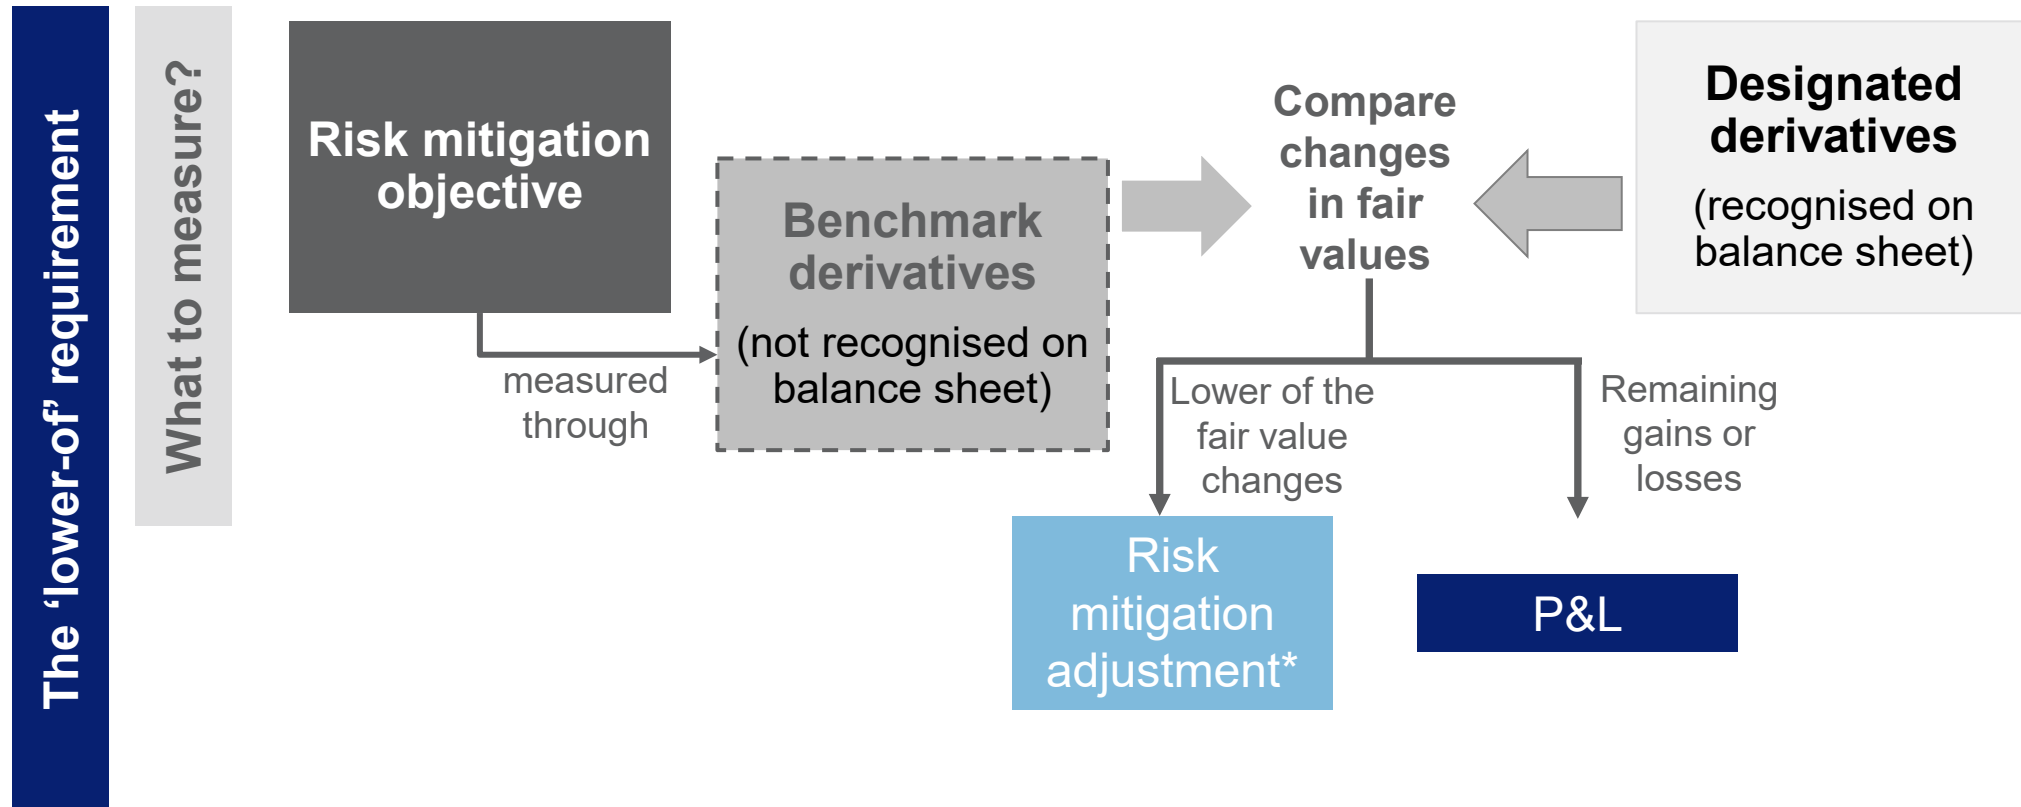 The ‘lower-of’ requirement
What to measure?
Risk mitigation
objective
measured
through
Benchmark
derivatives
(not recognised on
balance sheet)
Compare
changes
in fair
values
Designated
derivatives
(recognised on
balance sheet)
Lower of the
fair value
changes
Remaining
gains or
losses
Risk
mitigation
adjustment*
P&L